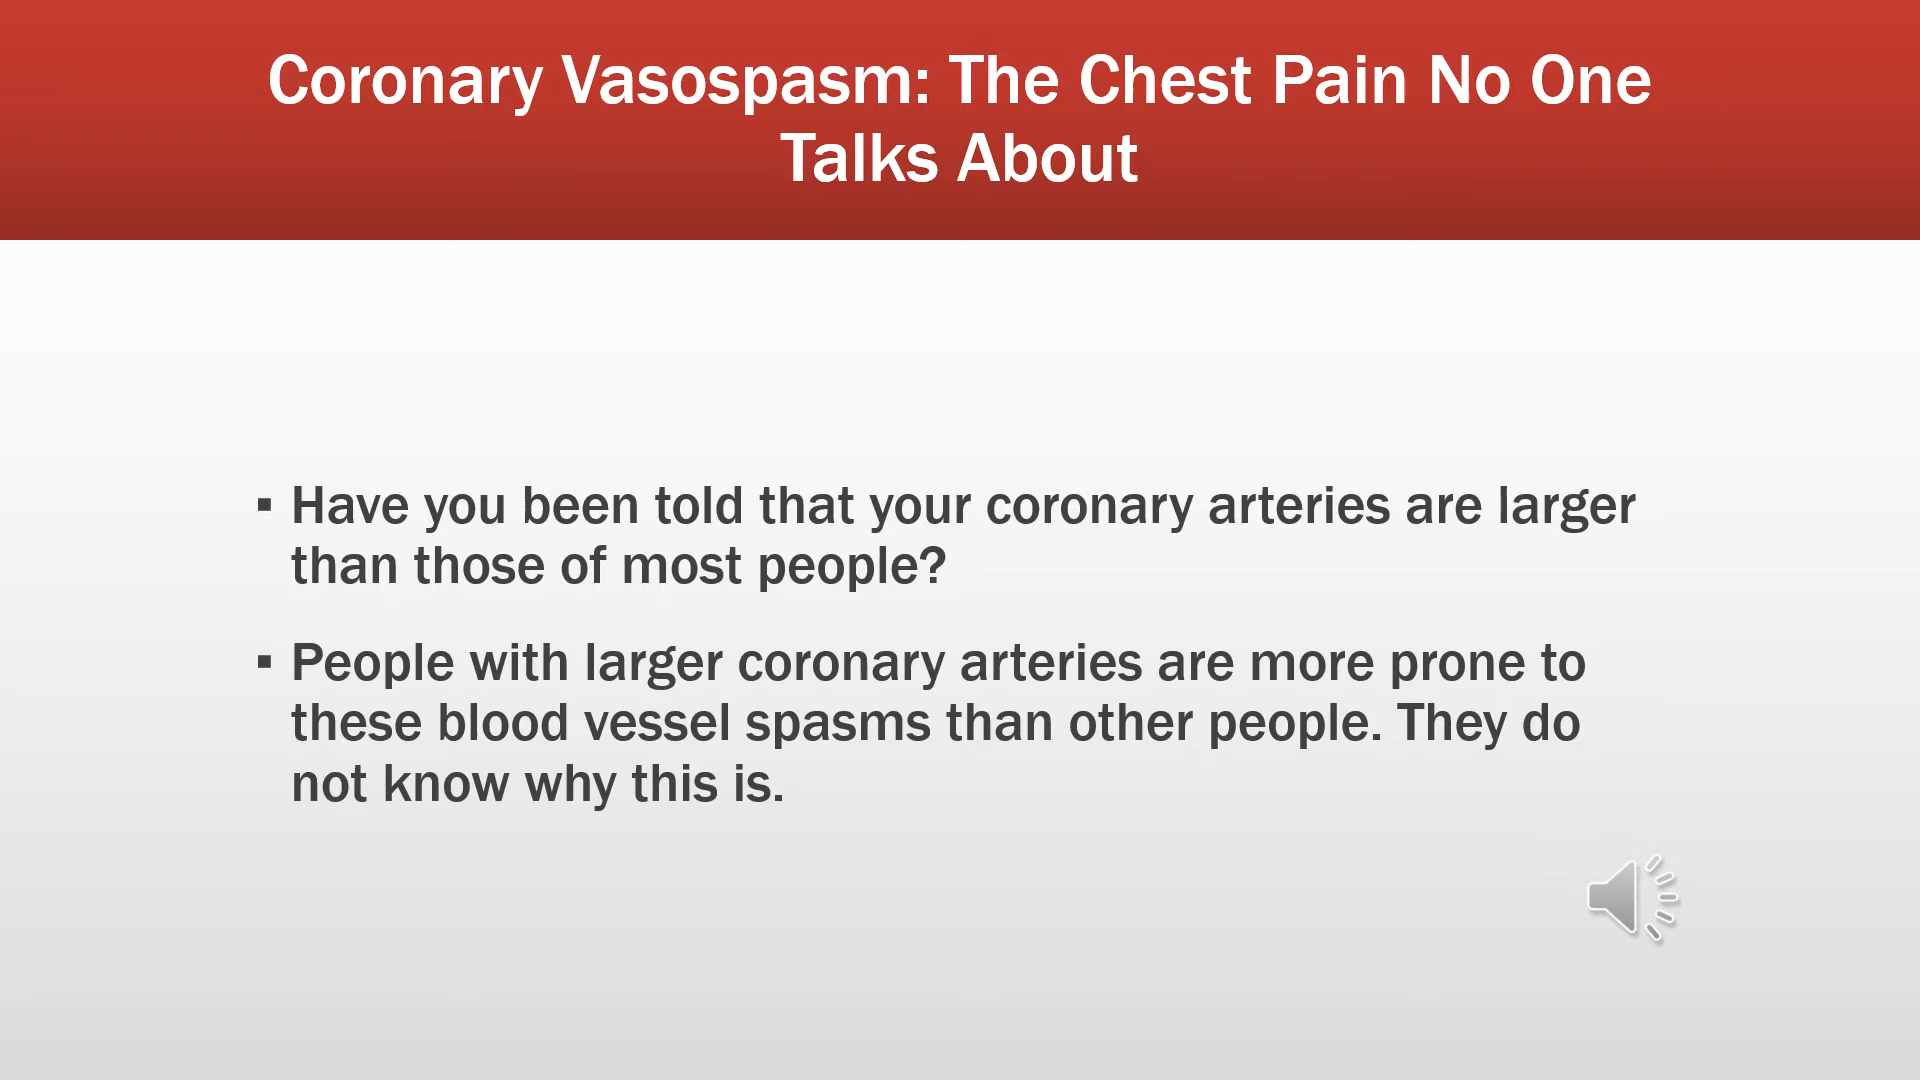 Coronary Vasospasm: The Chest Pain No One
Talks About
▪ Have you been told that your coronary arteries are larger
than those of most people?
▪ People with larger coronary arteries are more prone to
these blood vessel spasms than other people. They do
not know why this is.